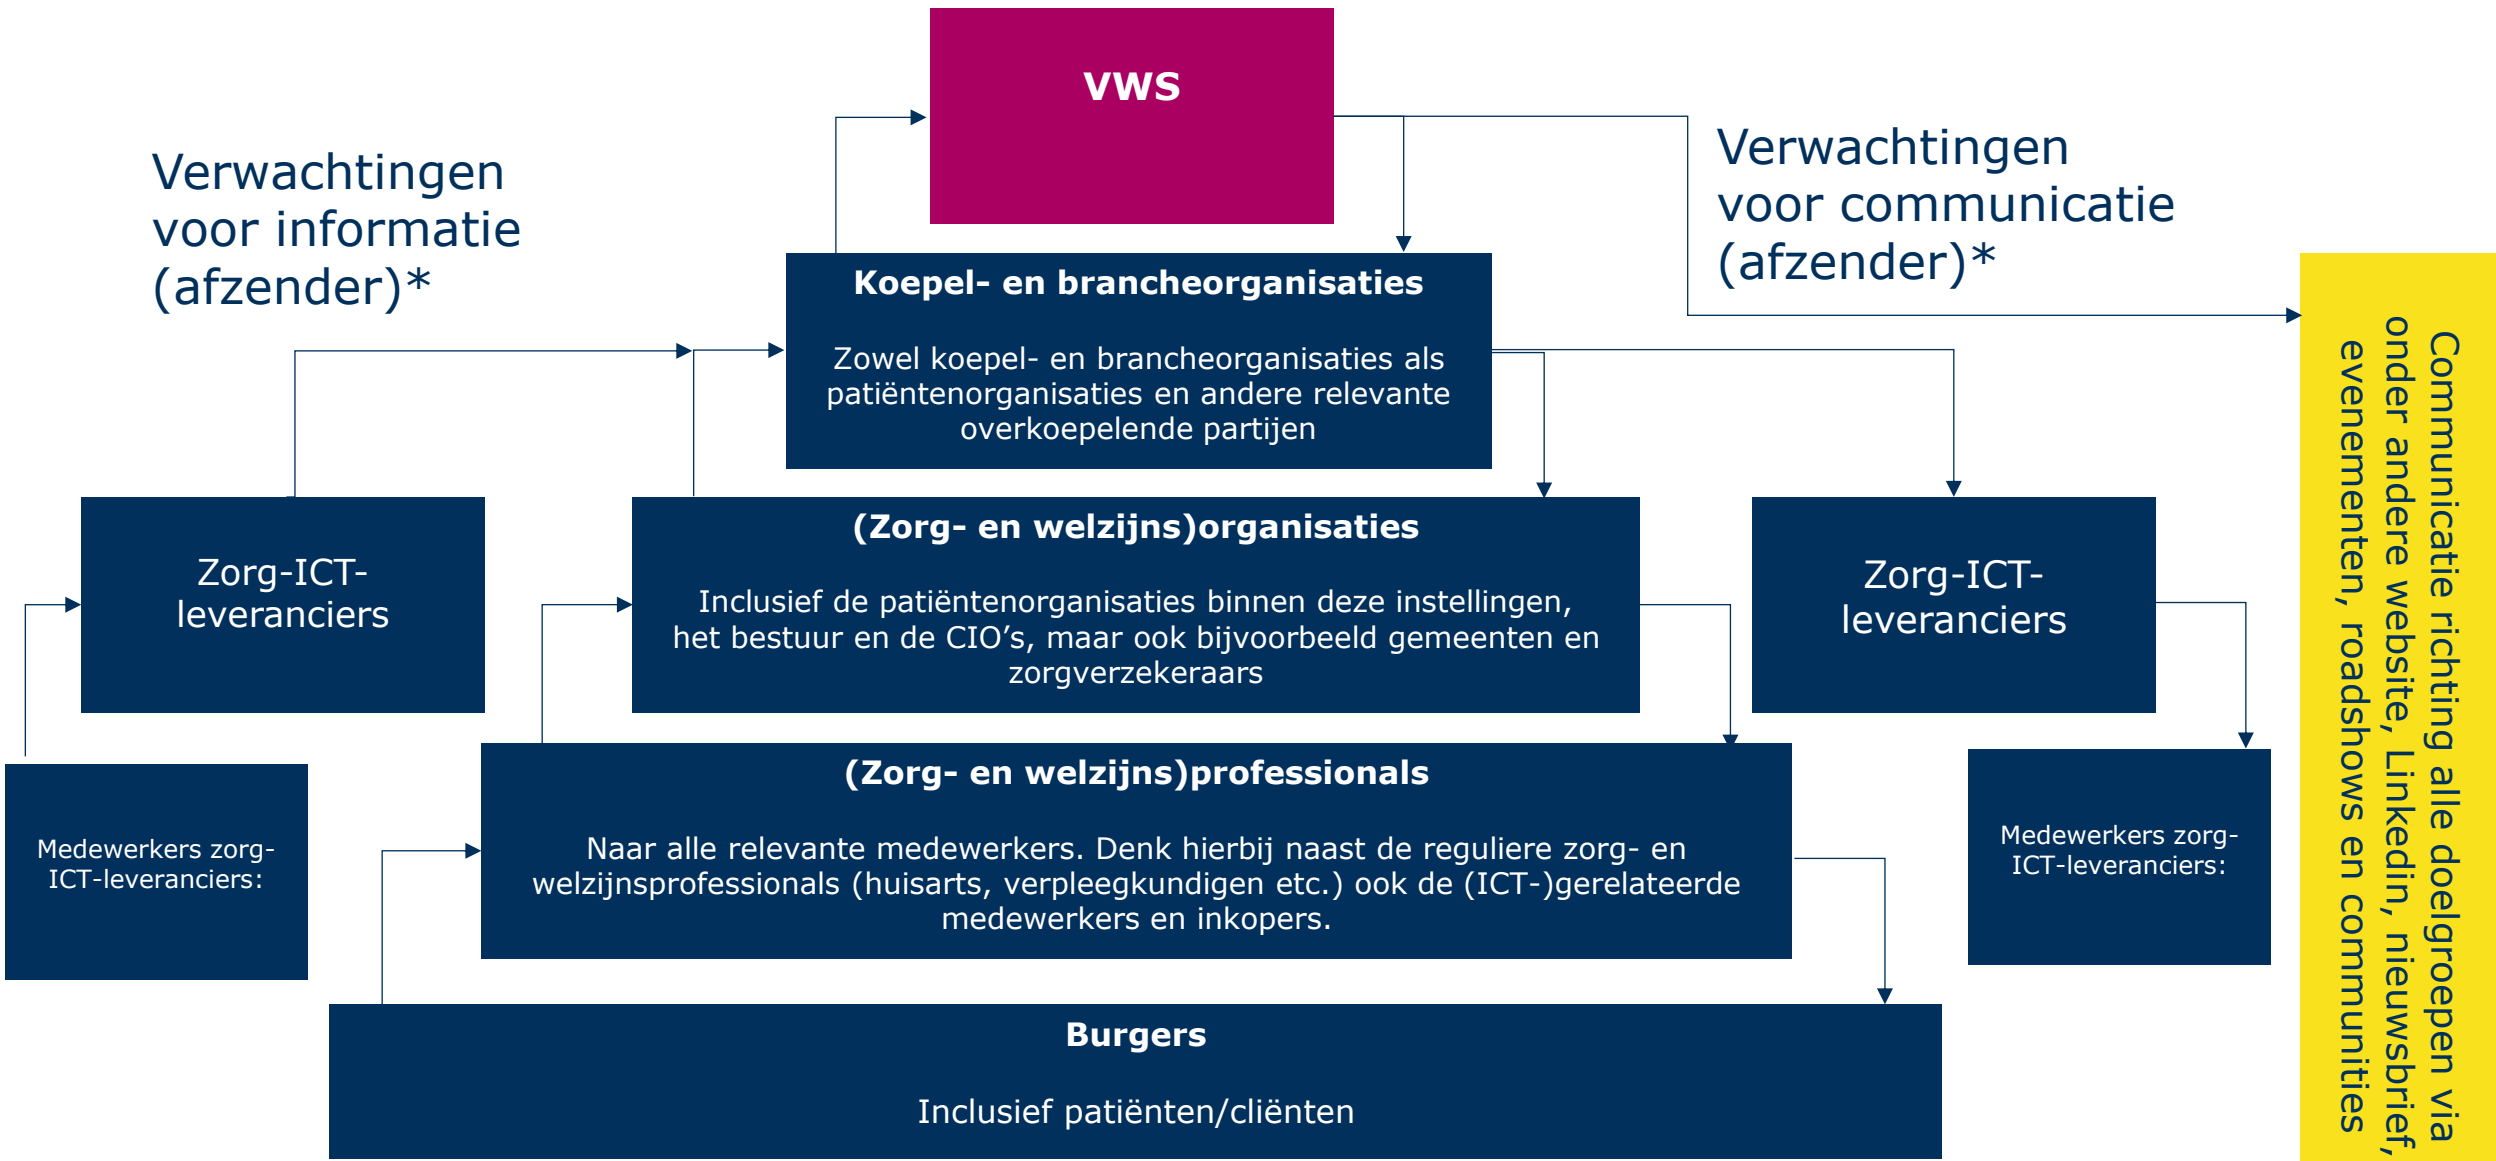 VWS
Verwachtingen
voor informatie
(afzender)*
Verwachtingen
voor communicatie
(afzender)*
Koepel- en brancheorganisaties
Zowel koepel- en brancheorganisaties als
patiëntenorganisaties en andere relevante
overkoepelende partijen
Zorg-ICT-
leveranciers
(Zorg- en welzijns)organisaties
Inclusief de patiëntenorganisaties binnen deze instellingen,
het bestuur en de CIO’s, maar ook bijvoorbeeld gemeenten en
zorgverzekeraars
Zorg-ICT-
leveranciers
Medewerkers zorg-
ICT-leveranciers:
(Zorg- en welzijns)professionals
Naar alle relevante medewerkers. Denk hierbij naast de reguliere zorg- en
welzijnsprofessionals (huisarts, verpleegkundigen etc.) ook de (ICT-)gerelateerde
medewerkers en inkopers.
Medewerkers zorg-
ICT-leveranciers:
Burgers
Inclusief patiënten/cliënten
Communicatie richting alle doelgroepen via
onder andere website, Linkedin, nieuwsbrief,
evenementen, roadshows en communities